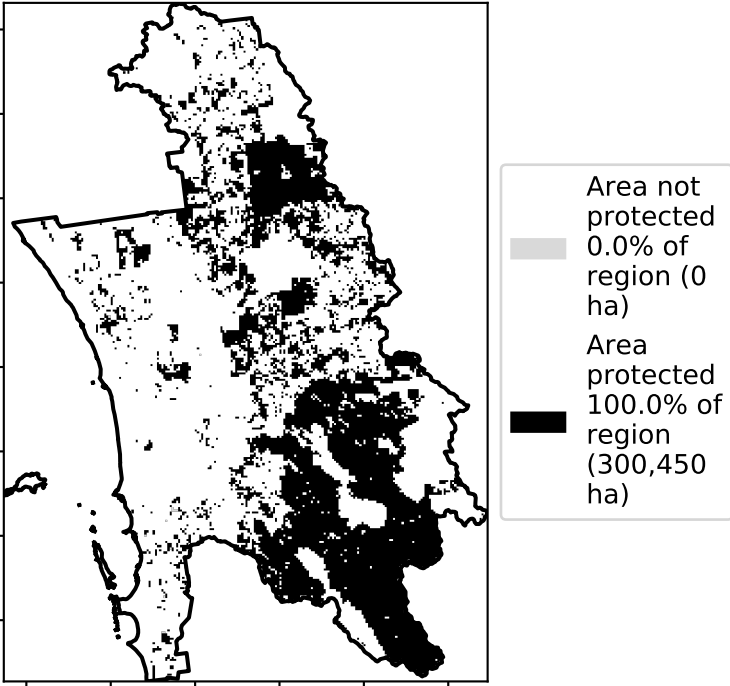 Area not
protected
0.0% of
region (0
ha)
Area
protected
100.0% of
region
(300,450
ha)